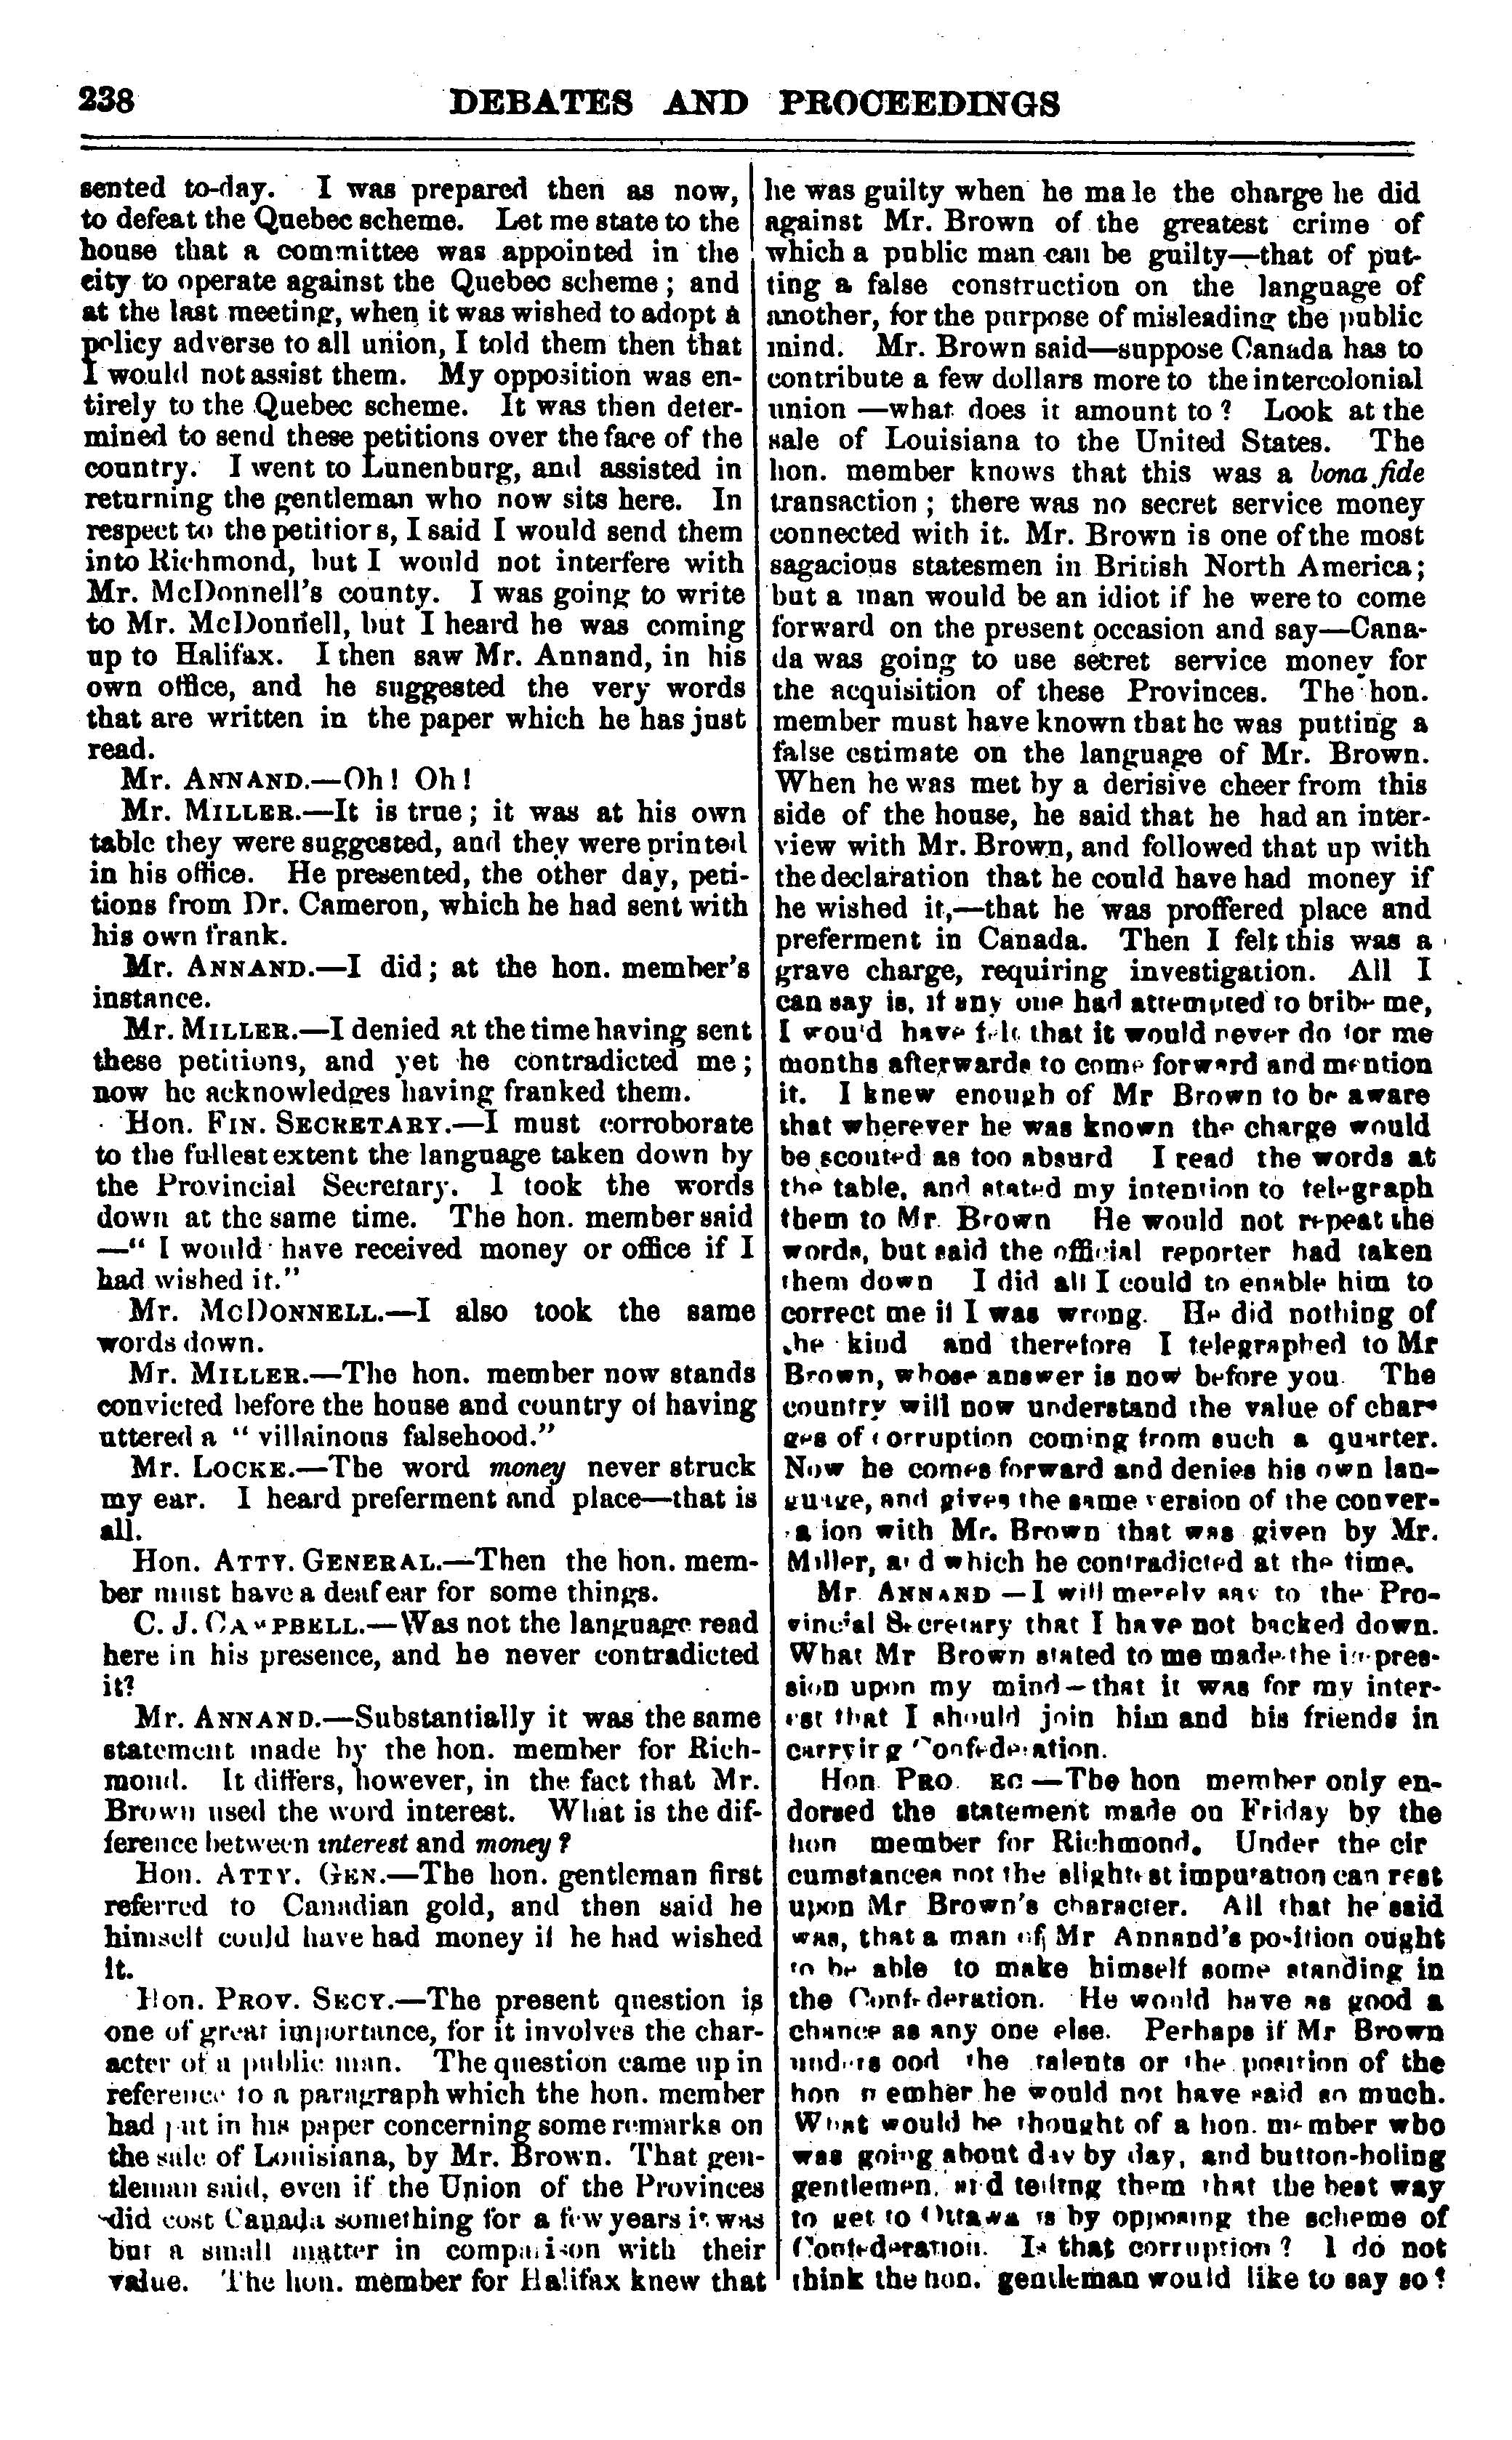 238
DEBATES AND PROCEEDINGS
sented to-day. I was prepared then as now,
to defeat the Quebec scheme. Let me state to the
house that a committee was appointed in the
city to operate against the Quebec scheme; and
at the last meeting, when it was wished to adopt a
policy adverse to all union, I told them then that
I would not assist them. My opposition was en-
tirely to the Quebec scheme. It was then deter-
mined to send these petitions over the face of the
country. I went to Lunenburg, and assisted in
returning the gentleman who now sits here. In
respect to the petitiors, I said I would send them
into Richmond, but I would not interfere with
Mr. McDonnell's county. I was going to write
to Mr. McDonnell, but I heard he was coming
up to Halifax. I then saw Mr. Annand, in his
own office, and he suggested the very words
that are written in the paper which he has just
read.
Mr. ANNAND.—Oh! Oh!
Mr. MILLER.—It is true; it was at his own
table they were suggested, and they were printed
in his office. He presented, the other day, peti-
tions from Dr. Cameron, which he had sent with
his own frank.
Mr. ANNAND.—I did; at the hon. member's
instance.
Mr. MILLER.—I denied at the time having sent
these petitions, and yet he contradicted me;
now he acknowledges having franked them.
Hon. FIN. SECRETARY.—I must corroborate
to the fullest extent the language taken down by
the Provincial Secretary. I took the words
down at the same time. The hon. member said
—" I would have received money or office if I
had wished it."
Mr. McDONNELL.—I also took the same
words down.
Mr. MILLER.—The hon. member now stands
convicted before the house and country of having
uttered a " villainous falsehood."
Mr. LOCKE.—The word money never struck
my ear. I heard preferment and place—that is
all.
Hon. ATTY. GENERAL.—Then the hon. mem-
ber must have a deaf ear for some things.
C. J. CAMPBELL.—Was not the language read
here in his presence, and he never contradicted
it?
Mr. ANNAND.—Substantially it was the same
statement made by the hon. member for Rich-
mond. It differs, however, in the fact that Mr.
Brown used the word interest. What is the dif-
ference between interest and money?
Hon. ATTY. GEN.—The hon. gentleman first
referred to Canadian gold, and then said he
himself could have had money if he had wished
it.
Hon. PROV. SECY.—The present question is
one of great importance, for it involves the char-
acter of a public man. The question came up in
reference to a paragraph which the hon. member
had put in his paper concerning some remarks on
the sale of Louisiana, by Mr. Brown. That gen-
tleman said, even if the Union of the Provinces
did cost Canada something for a few years it was
but a small matter in comparison with their
value. The hon. member for Halifax knew that
he was guilty when he made the charge he did
against Mr. Brown of the greatest crime of
which a public man can be guilty—that of put-
ting a false construction on the language of
another, for the purpose of misleading the public
mind. Mr. Brown said—suppose Canada has to
contribute a few dollars more to the intercolonial
union —what does it amount to? Look at the
sale of Louisiana to the United States. The
hon. member knows that this was a bona fide
transaction; there was no secret service money
connected with it. Mr. Brown is one of the most
sagacious statesmen in British North America;
but a man would be an idiot if he were to come
forward on the present occasion and say—Cana-
da was going to use secret service money for
the acquisition of these Provinces. The hon.
member must have known that he was putting a
false estimate on the language of Mr. Brown.
When he was met by a derisive cheer from this
side of the house, he said that he had an inter-
view with Mr. Brown, and followed that up with
the declaration that he could have had money if
he wished it,—that he was proffered place and
preferment in Canada. Then I felt this was a
grave charge, requiring investigation. All I
can say is, if any one had attempted to bribe me,
I wou'd have felt that it would never do for me
months afterwards to come forward and mention
it. I knew enough of Mr Brown to be aware
that wherever he was known the charge would
be scouted as too absurd I read the words at
the table, and stated my intention to telegraph
them to Mr. Brown He would not repeat the
words, but said the official reporter had taken
them down I did all I could to enable him to
correct me if I was wrong. He did nothing of
the kind and therefore I telegraphed to Mr
Brown, whose answer is now before you. The
country will now understand the value of char-
ges of corruption coming from such a quarter.
Now he comes forward and denies his own lan-
guage, and gives the same version of the conver-
sa ion with Mr. Brown that was given by Mr.
Miller, and which he contradicted at the time.
Mr. ANNAND —I will merely say to the Pro-
vincial Secretary that I have not backed down.
What Mr Brown stated to me made the impres-
sion upon my mind—that it was for my inter-
est that I should join him and his friends in
carrying Confederation.
Hon. PRO. EC —The hon member only en-
dorsed the statement made on Friday by the
hon member for Richmond. Under the cir
cumstances not the slightest imputation can rest
upon Mr Brown's character. All that he said
was, that a man of Mr Annand's position ought
to be able to make himself some standing in
the Confederation. He would have as good a
chance as any one else. Perhaps if Mr Brown
unders ood the talents or the position of the
hon member he would not have said so much.
What would be thought of a hon. member who
was going about day by day, and button-holing
gentlemen, and telling them that the best way
to get to Ottawa is by opposing the scheme of
Confederation. Is that corruption? I do not
think the hon. gentleman would like to say so?